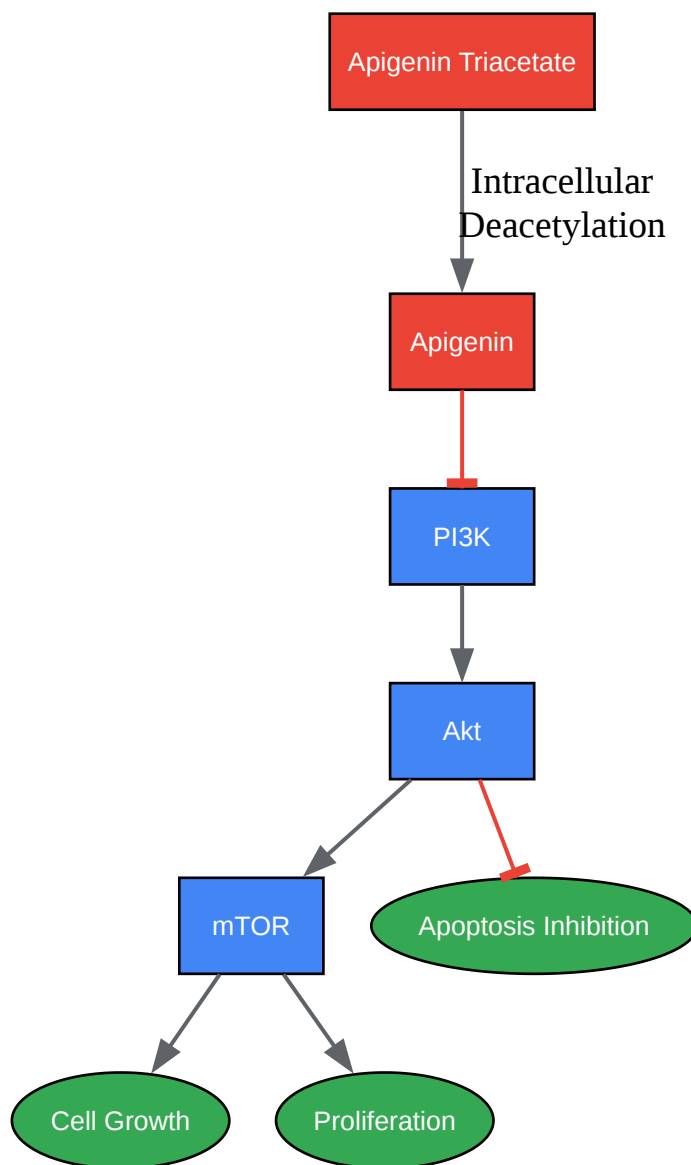 Apigenin Triacetate
Intracellular
Deacetylation
Apigenin
PI3K
Akt
mTOR
Apoptosis Inhibition
Cell Growth
Proliferation